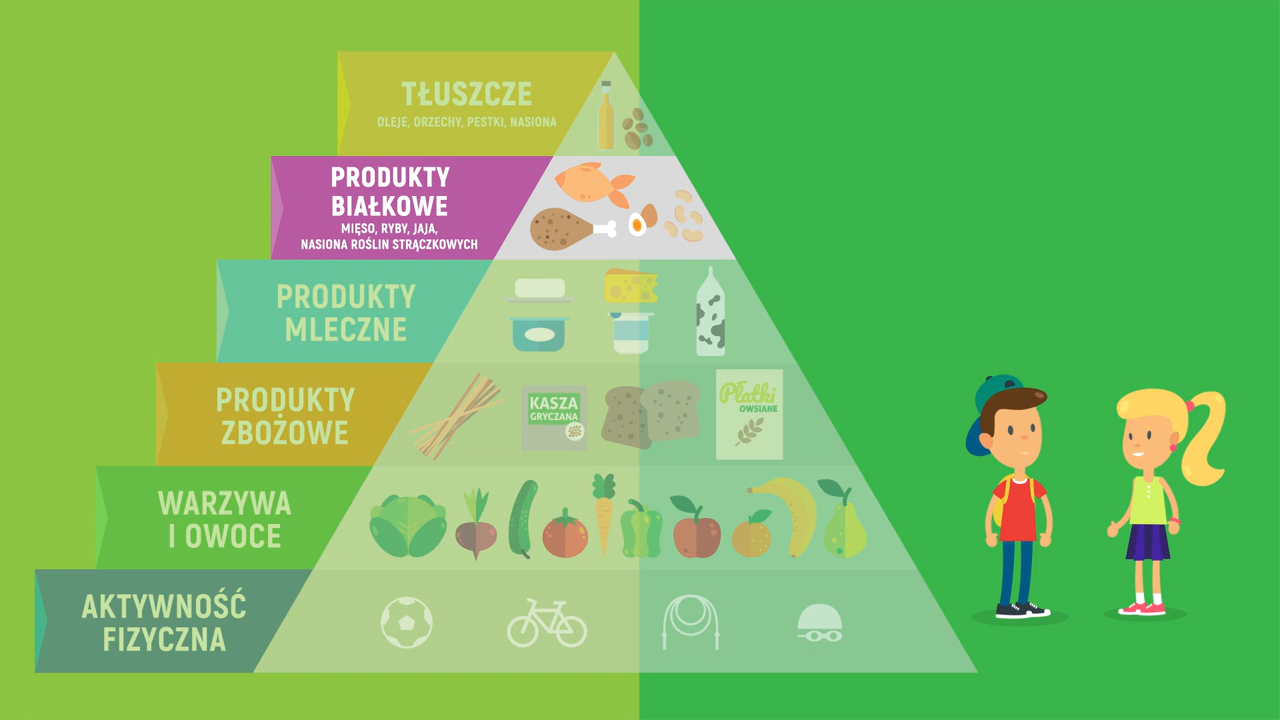 TŁUSZCZE
OLEJE, ORZECHY, PESTKI, NASIONA
PRODUKTY
BIAŁKOWE
MIĘSO, RYBY, JAJA,
NASIONA ROŚLIN STRĄCZKOWYCH
PRODUKTY
MLECZNE
PRODUKTY
ZBOŻOWE
KASZA
GRYCZANA
Płatki
OWSIANE
WARZYWA
I OWOCE
AKTYWNOŚĆ
FIZYCZNA